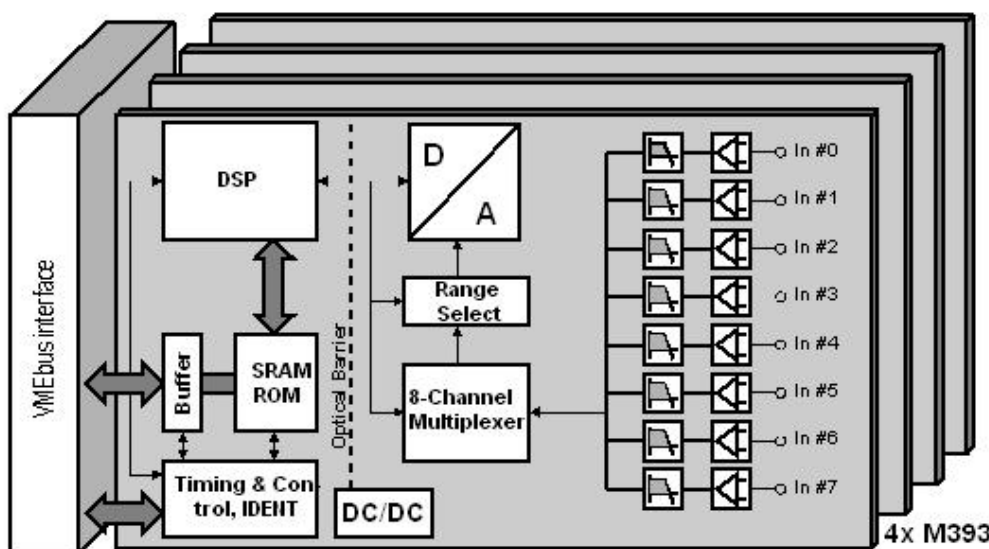 VMEbus interface
DSP
D
A
Range
Select
8-Channel
Multiplexer
Buffer
SRAM
ROM
Timing & Con-
trol, IDENT
Optical Barrier
DC/DC
In #0
In #1
In #2
In #3
In #4
In #5
In #6
In #7
4x M393